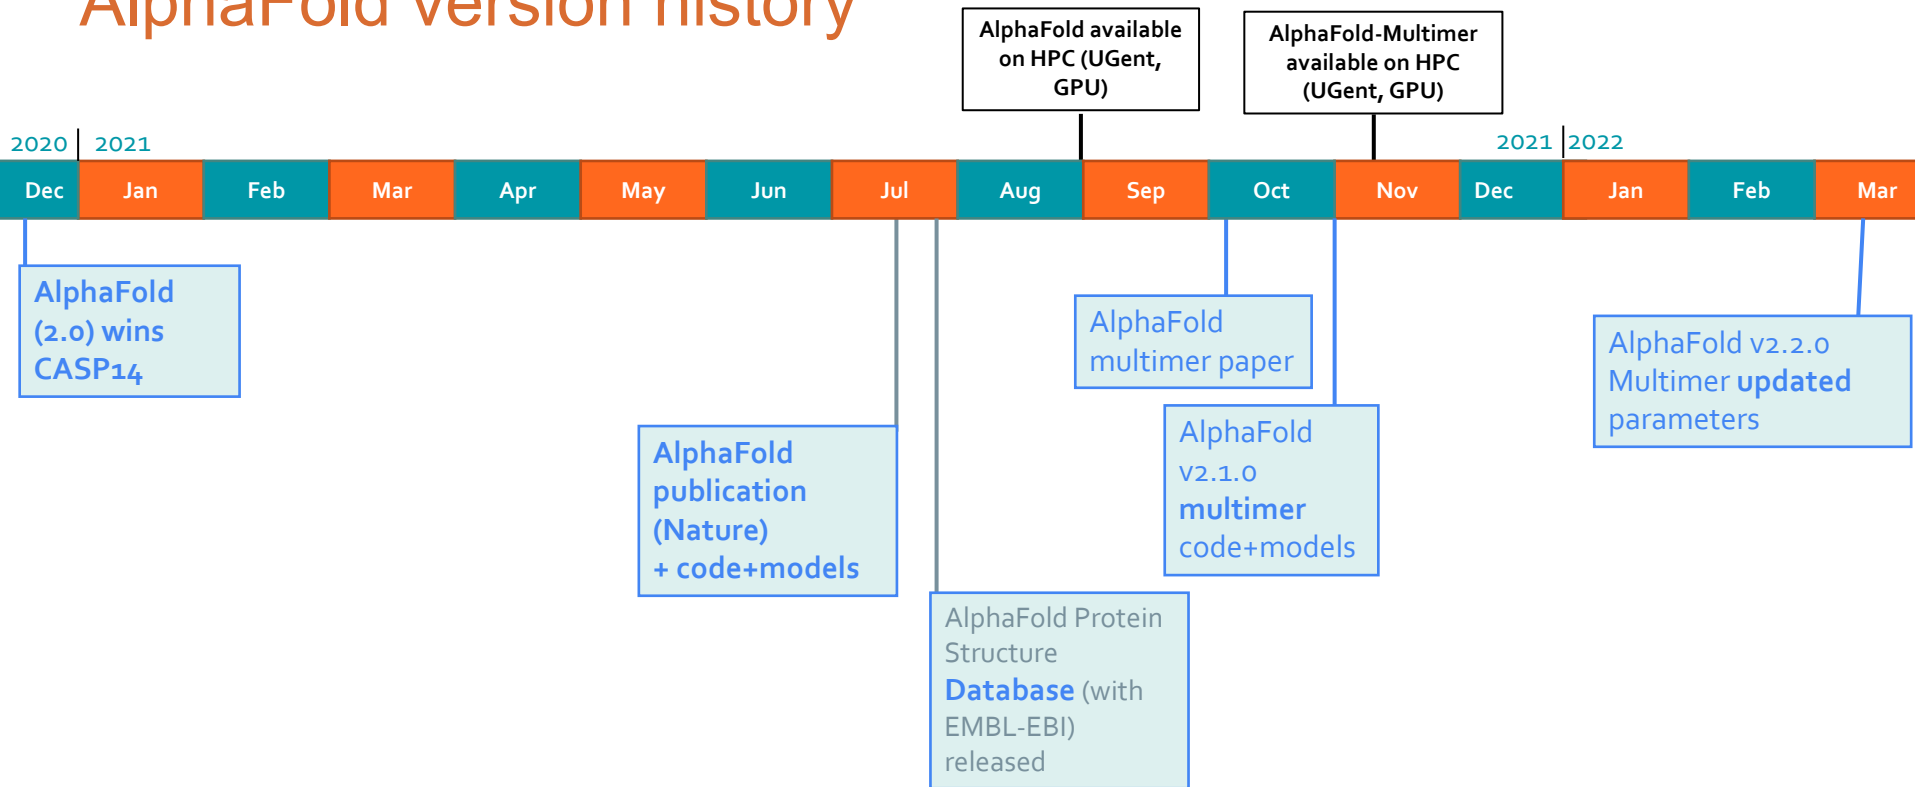 AlphaFold version history
AlphaFold available
on HPC (UGent,
GPU)
AlphaFold-Multimer
available on HPC
(UGent, GPU)
2020 2021
2021 2022
Dec Jan Feb Mar Apr May Jun Jul Aug Sep Oct Nov Dec Jan Feb Mar
AlphaFold
(2.0) wins
CASP14
AlphaFold
publication
(Nature)
+ code+models
AlphaFold Protein
Structure
Database (with
EMBL-EBI)
released
AlphaFold
multimer paper
AlphaFold
v2.1.0
multimer
code+models
AlphaFold v2.2.0
Multimer updated
parameters